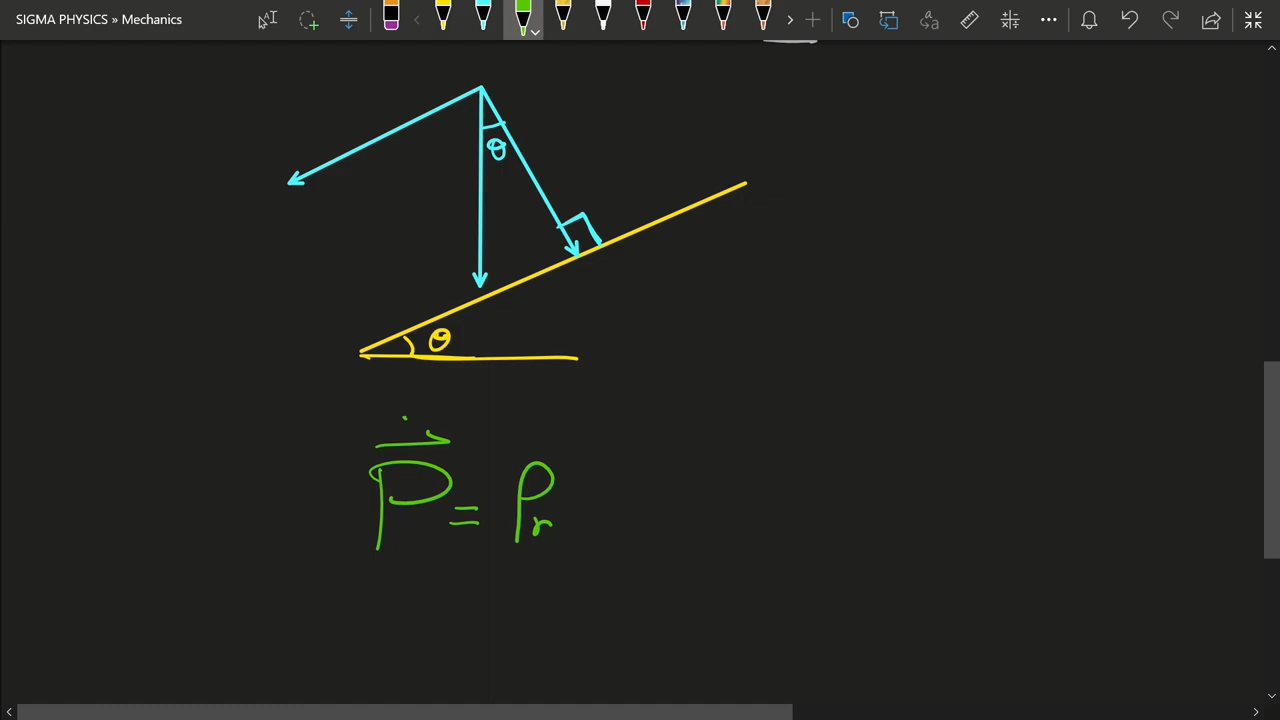 SIGMA PHYSICS » Mechanics
θ
θ
P⃗ = Pr